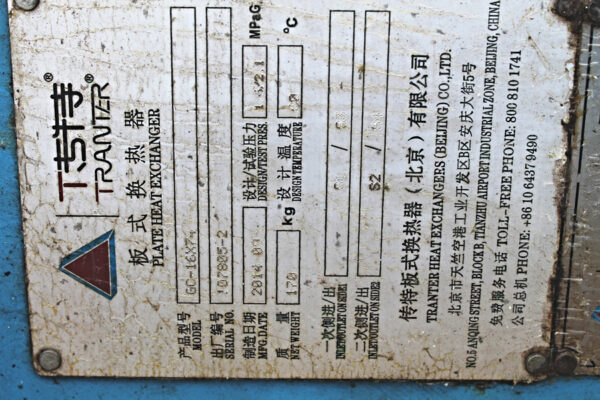 传特®
TRANTER®
板式换热器
PLATE HEAT EXCHANGER
产品型号 GC-16X74
MODEL
出厂编号 107805-2
SERIAL NO.
制造日期 2014 设计/试验压力 MPaG
MFG.DATE DESIGN/TEST PRES.
质量 170 kg 设计温度 °C
NET WEIGHT DESIGN TEMPERATURE
一次侧进/出
INLET/OUTLET ON SIDE1
二次侧进/出 S2/
INLET/OUTLET ON SIDE2
传特板式换热器(北京)有限公司
TRANTER HEAT EXCHANGERS (BEIJING) CO.,LTD.
北京市天竺空港工业开发区B区安庆大街5号
NO.5 ANQING STREET, BLOCK B, TIANZHU AIRPORT INDUSTRIAL ZONE, BEIJING, CHINA
免费服务电话 TOLL-FREE PHONE: 800 810 1741
公司总机 PHONE: +86 10 6437 9490